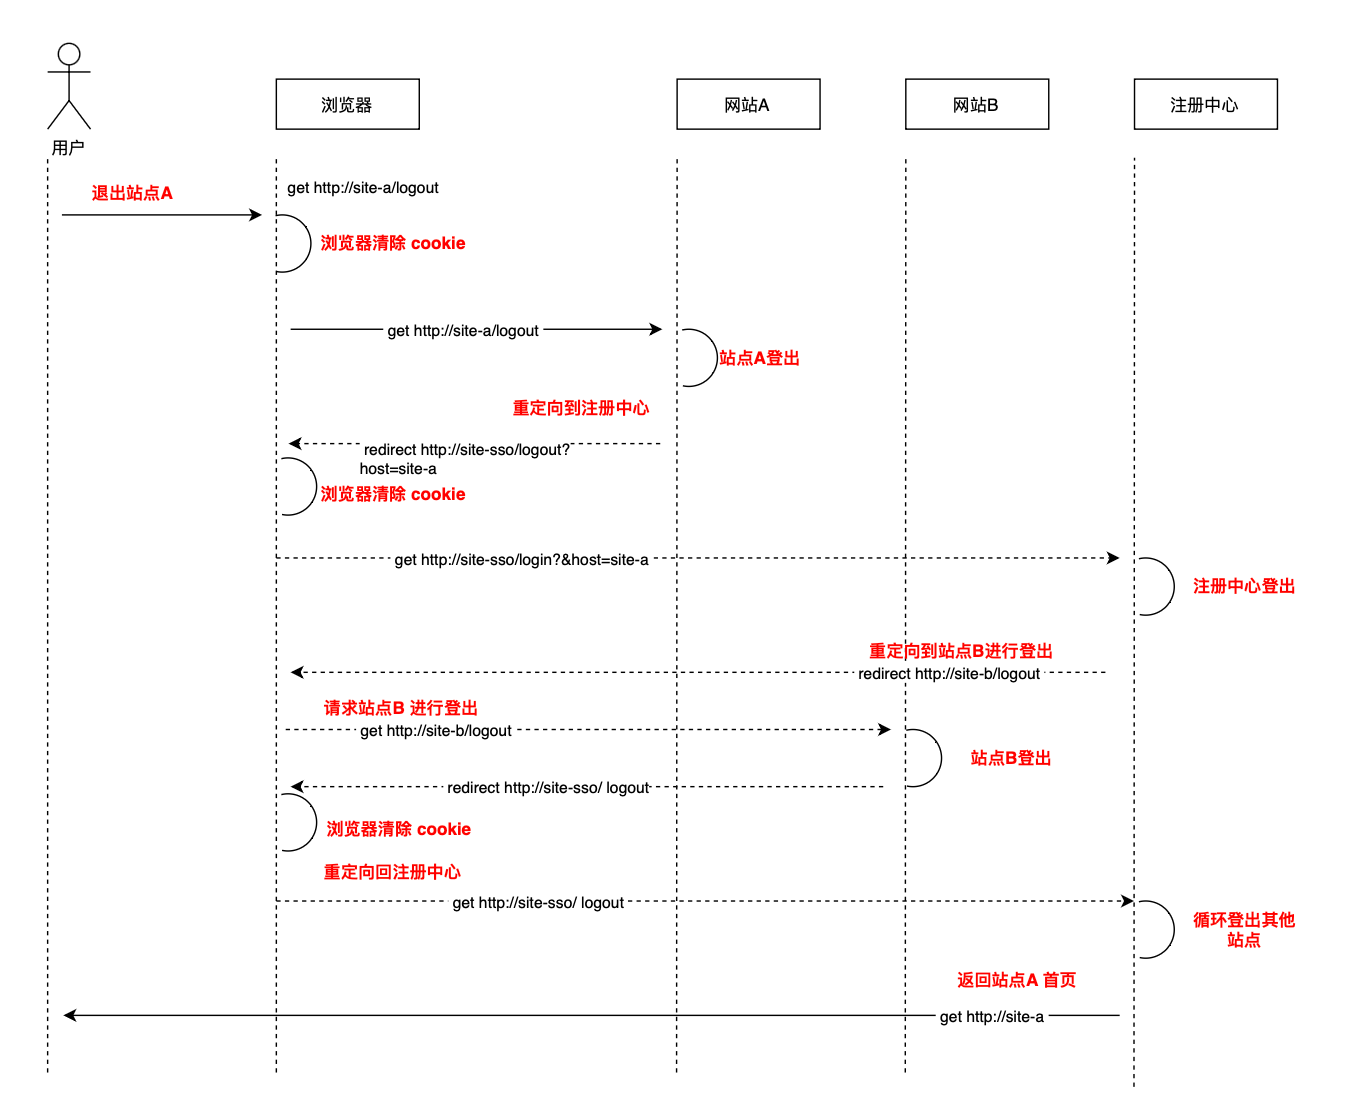 用户
浏览器
网站A
网站B
注册中心
退出站点A
get http://site-a/logout
浏览器清除 cookie
get http://site-a/logout
站点A登出
重定向到注册中心
redirect http://site-sso/logout?
host=site-a
浏览器清除 cookie
get http://site-sso/login?&host=site-a
注册中心登出
重定向到站点B进行登出
redirect http://site-b/logout
请求站点B 进行登出
get http://site-b/logout
站点B登出
redirect http://site-sso/ logout
浏览器清除 cookie
重定向回注册中心
get http://site-sso/ logout
循环登出其他
站点
返回站点A 首页
get http://site-a